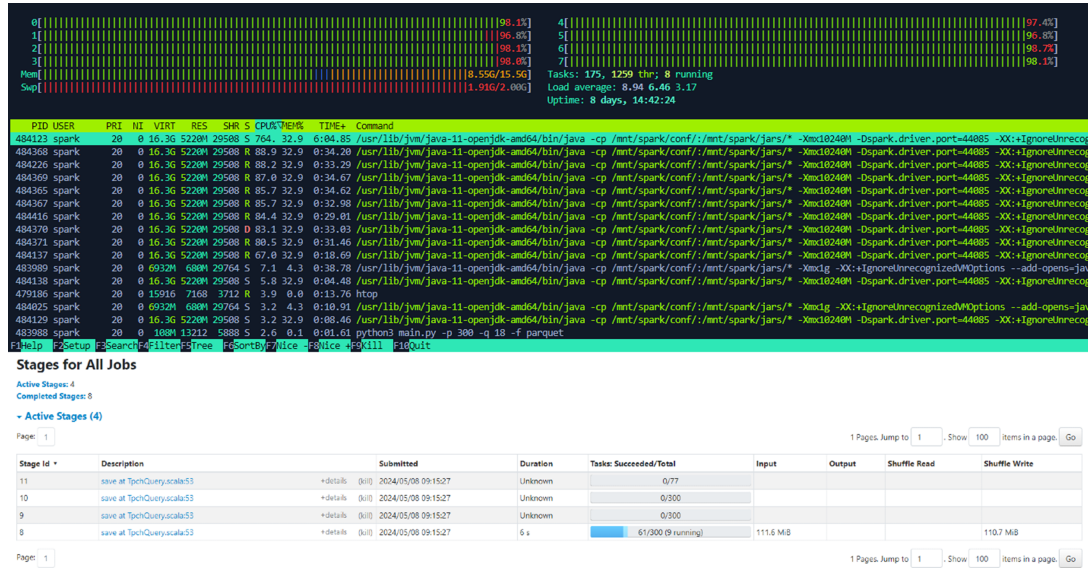 0[98.1%] 4[97.4%]
1[96.8%] 5[96.8%]
2[98.1%] 6[98.7%]
3[98.0%] 7[98.1%]
Mem[8.55G/15.5G] Tasks: 175, 1259 thr; 8 running
Swp[1.91G/2.00G] Load average: 8.94 6.46 3.17
Uptime: 8 days, 14:42:24
PID USER PRI NI VIRT RES SHR S CPU%▽MEM% TIME+ Command
484123 spark 20 0 16.3G 5220M 29508 S 764. 32.9 6:04.85 /usr/lib/jvm/java-11-openjdk-amd64/bin/java -cp /mnt/spark/conf/:/mnt/spark/jars/* -Xmx10240M -Dspark.driver.port=44085 -XX:+IgnoreUnrecog
484368 spark 20 0 16.3G 5220M 29508 R 88.9 32.9 0:34.20 /usr/lib/jvm/java-11-openjdk-amd64/bin/java -cp /mnt/spark/conf/:/mnt/spark/jars/* -Xmx10240M -Dspark.driver.port=44085 -XX:+IgnoreUnrecog
484226 spark 20 0 16.3G 5220M 29508 R 88.2 32.9 0:33.29 /usr/lib/jvm/java-11-openjdk-amd64/bin/java -cp /mnt/spark/conf/:/mnt/spark/jars/* -Xmx10240M -Dspark.driver.port=44085 -XX:+IgnoreUnrecog
484369 spark 20 0 16.3G 5220M 29508 R 87.0 32.9 0:34.67 /usr/lib/jvm/java-11-openjdk-amd64/bin/java -cp /mnt/spark/conf/:/mnt/spark/jars/* -Xmx10240M -Dspark.driver.port=44085 -XX:+IgnoreUnrecog
484365 spark 20 0 16.3G 5220M 29508 R 85.7 32.9 0:34.62 /usr/lib/jvm/java-11-openjdk-amd64/bin/java -cp /mnt/spark/conf/:/mnt/spark/jars/* -Xmx10240M -Dspark.driver.port=44085 -XX:+IgnoreUnrecog
484367 spark 20 0 16.3G 5220M 29508 R 85.7 32.9 0:32.98 /usr/lib/jvm/java-11-openjdk-amd64/bin/java -cp /mnt/spark/conf/:/mnt/spark/jars/* -Xmx10240M -Dspark.driver.port=44085 -XX:+IgnoreUnrecog
484416 spark 20 0 16.3G 5220M 29508 R 84.4 32.9 0:29.01 /usr/lib/jvm/java-11-openjdk-amd64/bin/java -cp /mnt/spark/conf/:/mnt/spark/jars/* -Xmx10240M -Dspark.driver.port=44085 -XX:+IgnoreUnrecog
484370 spark 20 0 16.3G 5220M 29508 D 83.1 32.9 0:33.03 /usr/lib/jvm/java-11-openjdk-amd64/bin/java -cp /mnt/spark/conf/:/mnt/spark/jars/* -Xmx10240M -Dspark.driver.port=44085 -XX:+IgnoreUnrecog
484371 spark 20 0 16.3G 5220M 29508 R 80.5 32.9 0:31.46 /usr/lib/jvm/java-11-openjdk-amd64/bin/java -cp /mnt/spark/conf/:/mnt/spark/jars/* -Xmx10240M -Dspark.driver.port=44085 -XX:+IgnoreUnrecog
484137 spark 20 0 16.3G 5220M 29508 R 67.0 32.9 0:18.69 /usr/lib/jvm/java-11-openjdk-amd64/bin/java -cp /mnt/spark/conf/:/mnt/spark/jars/* -Xmx10240M -Dspark.driver.port=44085 -XX:+IgnoreUnrecog
483989 spark 20 0 6932M 680M 29764 S 7.1 4.3 0:38.78 /usr/lib/jvm/java-11-openjdk-amd64/bin/java -cp /mnt/spark/conf/:/mnt/spark/jars/* -Xmx1g -XX:+IgnoreUnrecognizedVMOptions --add-opens=jav
484138 spark 20 0 16.3G 5220M 29508 S 5.8 32.9 0:04.48 /usr/lib/jvm/java-11-openjdk-amd64/bin/java -cp /mnt/spark/conf/:/mnt/spark/jars/* -Xmx10240M -Dspark.driver.port=44085 -XX:+IgnoreUnrecog
479186 spark 20 0 15916 7168 3712 R 3.9 0.0 0:13.76 htop
484025 spark 20 0 6932M 680M 29764 S 3.2 4.3 0:10.91 /usr/lib/jvm/java-11-openjdk-amd64/bin/java -cp /mnt/spark/conf/:/mnt/spark/jars/* -Xmx1g -XX:+IgnoreUnrecognizedVMOptions --add-opens=jav
484129 spark 20 0 16.3G 5220M 29508 S 3.2 32.9 0:08.46 /usr/lib/jvm/java-11-openjdk-amd64/bin/java -cp /mnt/spark/conf/:/mnt/spark/jars/* -Xmx10240M -Dspark.driver.port=44085 -XX:+IgnoreUnrecog
483988 spark 20 0 108M 13212 5888 S 2.6 0.1 0:01.61 python3 main.py -p 300 -q 18 -f parquet
F1Help F2Setup F3SearchF4FilterF5Tree F6SortByF7Nice -F8Nice +F9Kill F10Quit
Stages for All Jobs
Active Stages: 4
Completed Stages: 8
Active Stages (4)
Page: 1 1 Pages. Jump to 1 . Show 100 items in a page. Go
Stage Id Description Submitted Duration Tasks: Succeeded/Total Input Output Shuffle Read Shuffle Write
11 save at TpchQuery.scala:53 +details (kill) 2024/05/08 09:15:27 Unknown 0/77
10 save at TpchQuery.scala:53 +details (kill) 2024/05/08 09:15:27 Unknown 0/300
9 save at TpchQuery.scala:53 +details (kill) 2024/05/08 09:15:27 Unknown 0/300
8 save at TpchQuery.scala:53 +details (kill) 2024/05/08 09:15:27 6 s 61/300 (9 running) 111.6 MiB 110.7 MiB
Page: 1 1 Pages. Jump to 1 . Show 100 items in a page. Go